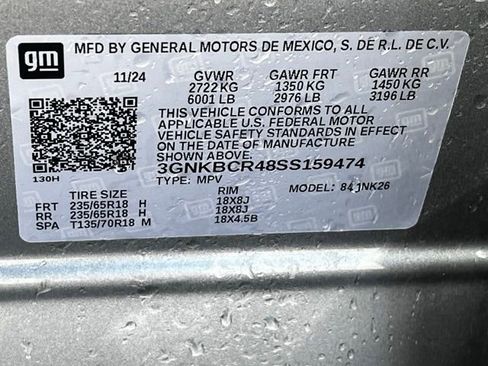 gm
MFD BY GENERAL MOTORS DE MEXICO, S. DE R.L. DE C.V.
11/24 GVWR GAWR FRT GAWR RR
2722 KG 1350 KG 1450 KG
6001 LB 2976 LB 3196 LB
THIS VEHICLE CONFORMS TO ALL APPLICABLE
U.S. FEDERAL MOTOR
VEHICLE SAFETY STANDARDS IN EFFECT
ON THE DATE OF MANUFACTURE
SHOWN ABOVE.
3GNKBCR48SS159474
130H TYPE: MPV MODEL:
TIRE SIZE RIM
FRT 235/65R18 H 18X8J
RR 235/65R18 H 18X8J
SPA T135/70R18 M 18X4.5B